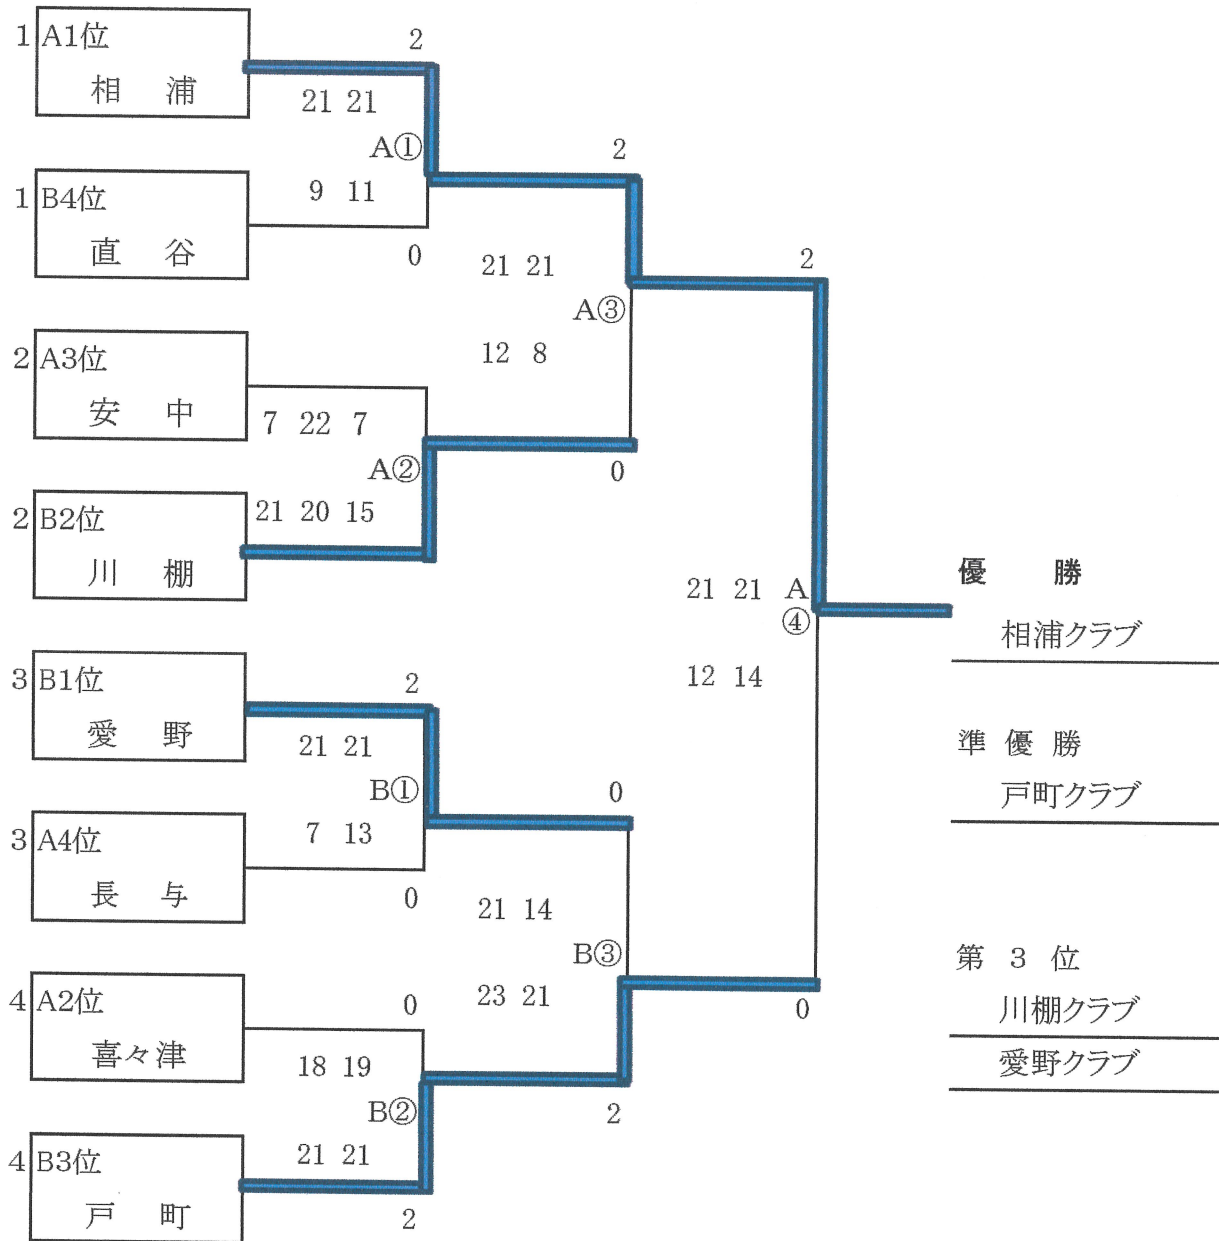 1 A1位
相 浦
2
21 21
A①
9 11
1 B4位
直 谷
0
2
21 21
A③
12 8
0
2 A3位
安 中
7 22 7
A②
21 20 15
2 B2位
川 棚
2
21 21 A
④
12 14
0
3 B1位
愛 野
2
21 21
B①
7 13
3 A4位
長 与
0
0
21 14
B③
23 21
2
4 A2位
喜々津
0
18 19
B②
21 21
4 B3位
戸 町
2
優 勝
相浦クラブ
準 優 勝
戸町クラブ
第 3 位
川棚クラブ
愛野クラブ